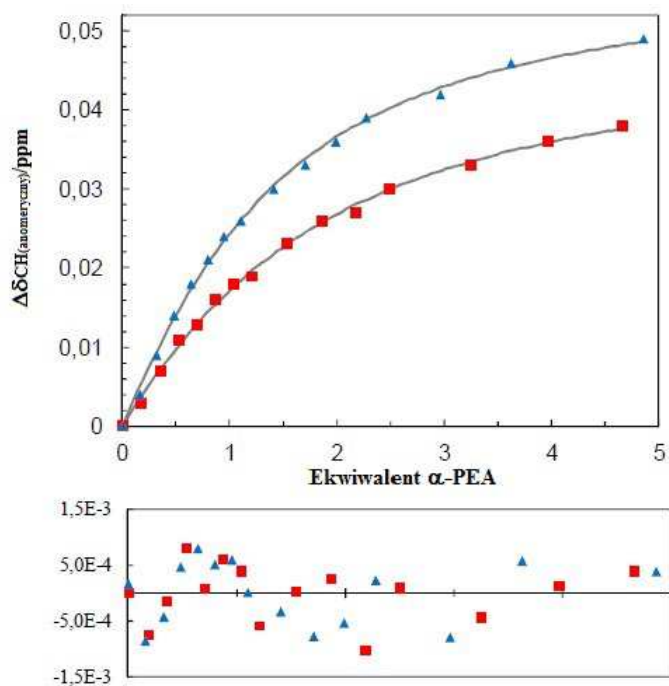 0,05
0,04
0,03
0,02
0,01
0
ΔδCH(anomeryczny)/ppm
0 1 2 3 4 5
Ekwiwalent α-PEA
1,5E-3
5,0E-4
-5,0E-4
-1,5E-3